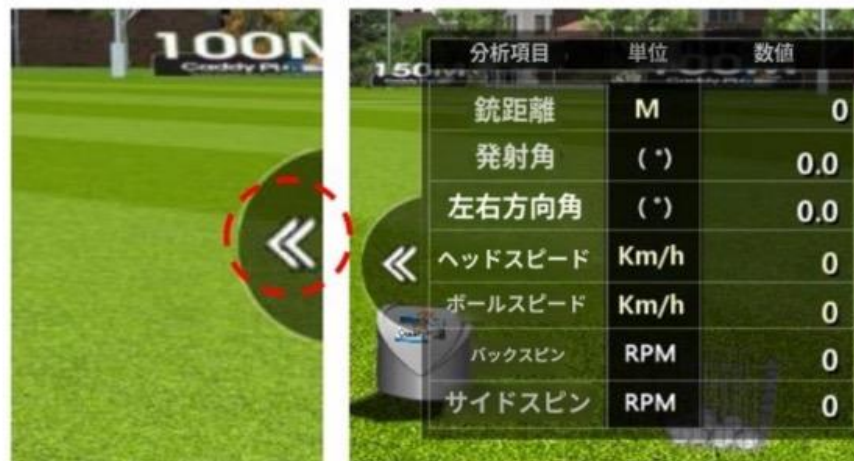 100M
Caddy
分析項目 単位 数値
150M
銃距離 M 0
発射角 (°) 0.0
左右方向角 (°) 0.0
ヘッドスピード Km/h 0
ボールスピード Km/h 0
バックスピン RPM 0
サイドスピン RPM 0